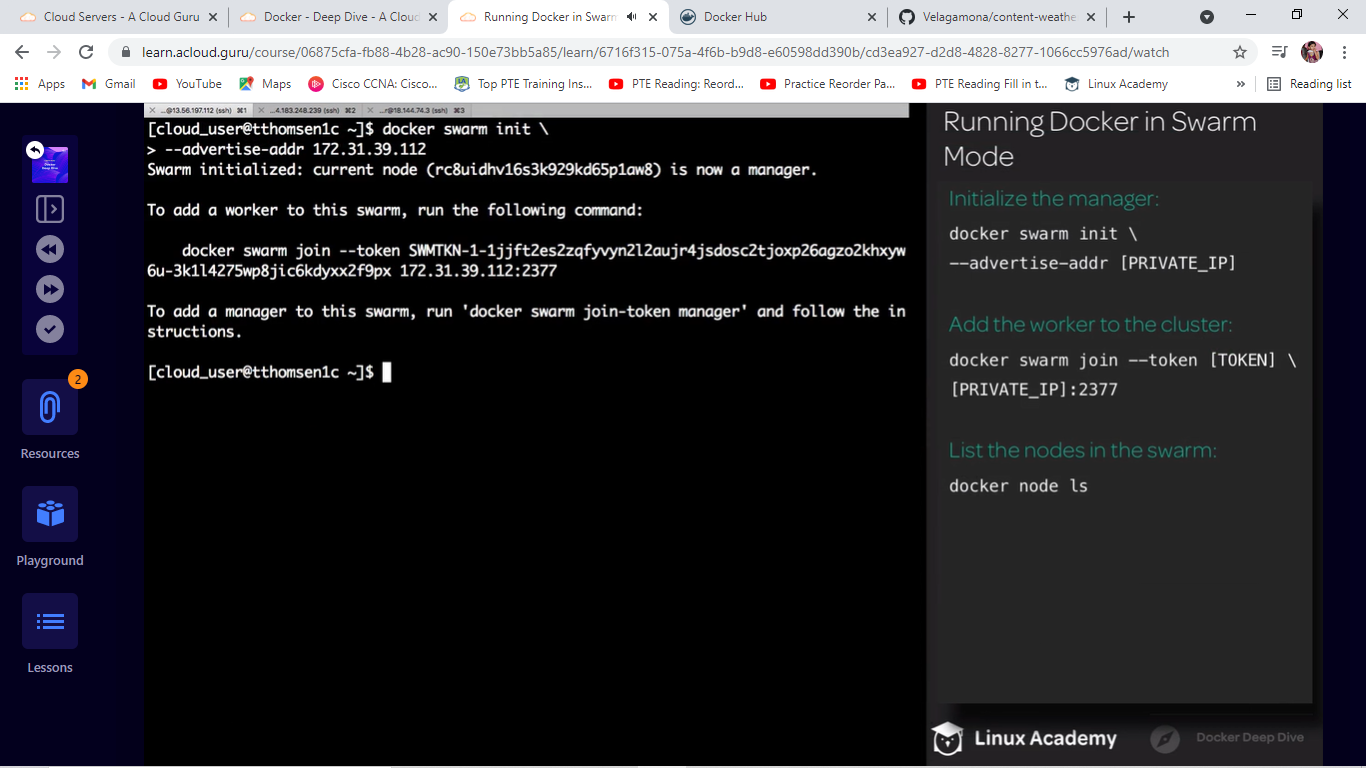 Cloud Servers - A Cloud Guru
Docker - Deep Dive - A Cloud
Running Docker in Swarm
Docker Hub
Velagamona/content-weathe
learn.acloud.guru/course/06875cfa-fb88-4b28-ac90-150e73bb5a85/learn/6716f315-075a-4f6b-b9d8-e60598dd390b/cd3ea927-d2d8-4828-8277-1066cc5976ad/watch
Apps
Gmail
YouTube
Maps
Cisco CCNA: Cisco...
Top PTE Training Ins...
PTE Reading: Reord...
Practice Reorder Pa...
PTE Reading Fill in t...
Linux Academy
»
Reading list
2
Resources
Playground
Lessons
...@13.56.197.112 (ssh) ⌘1
...4.183.248.239 (ssh) ⌘2
...r@18.144.74.3 (ssh) ⌘3
[cloud_user@tthomsen1c ~]$ docker swarm init \
> --advertise-addr 172.31.39.112
Swarm initialized: current node (rc8uidhv16s3k929kd65p1aw8) is now a manager.
To add a worker to this swarm, run the following command:
docker swarm join --token SWMTKN-1-1jjft2es2zqfyvyn2l2aujr4jsdosc2tjoxp26agzo2khxyw
6u-3k1l4275wp8jic6kdyxx2f9px 172.31.39.112:2377
To add a manager to this swarm, run 'docker swarm join-token manager' and follow the in
structions.
[cloud_user@tthomsen1c ~]$
Running Docker in Swarm
Mode
Initialize the manager:
docker swarm init \
--advertise-addr [PRIVATE_IP]
Add the worker to the cluster:
docker swarm join --token [TOKEN] \
[PRIVATE_IP]:2377
List the nodes in the swarm:
docker node ls
Linux Academy
Docker Deep Dive